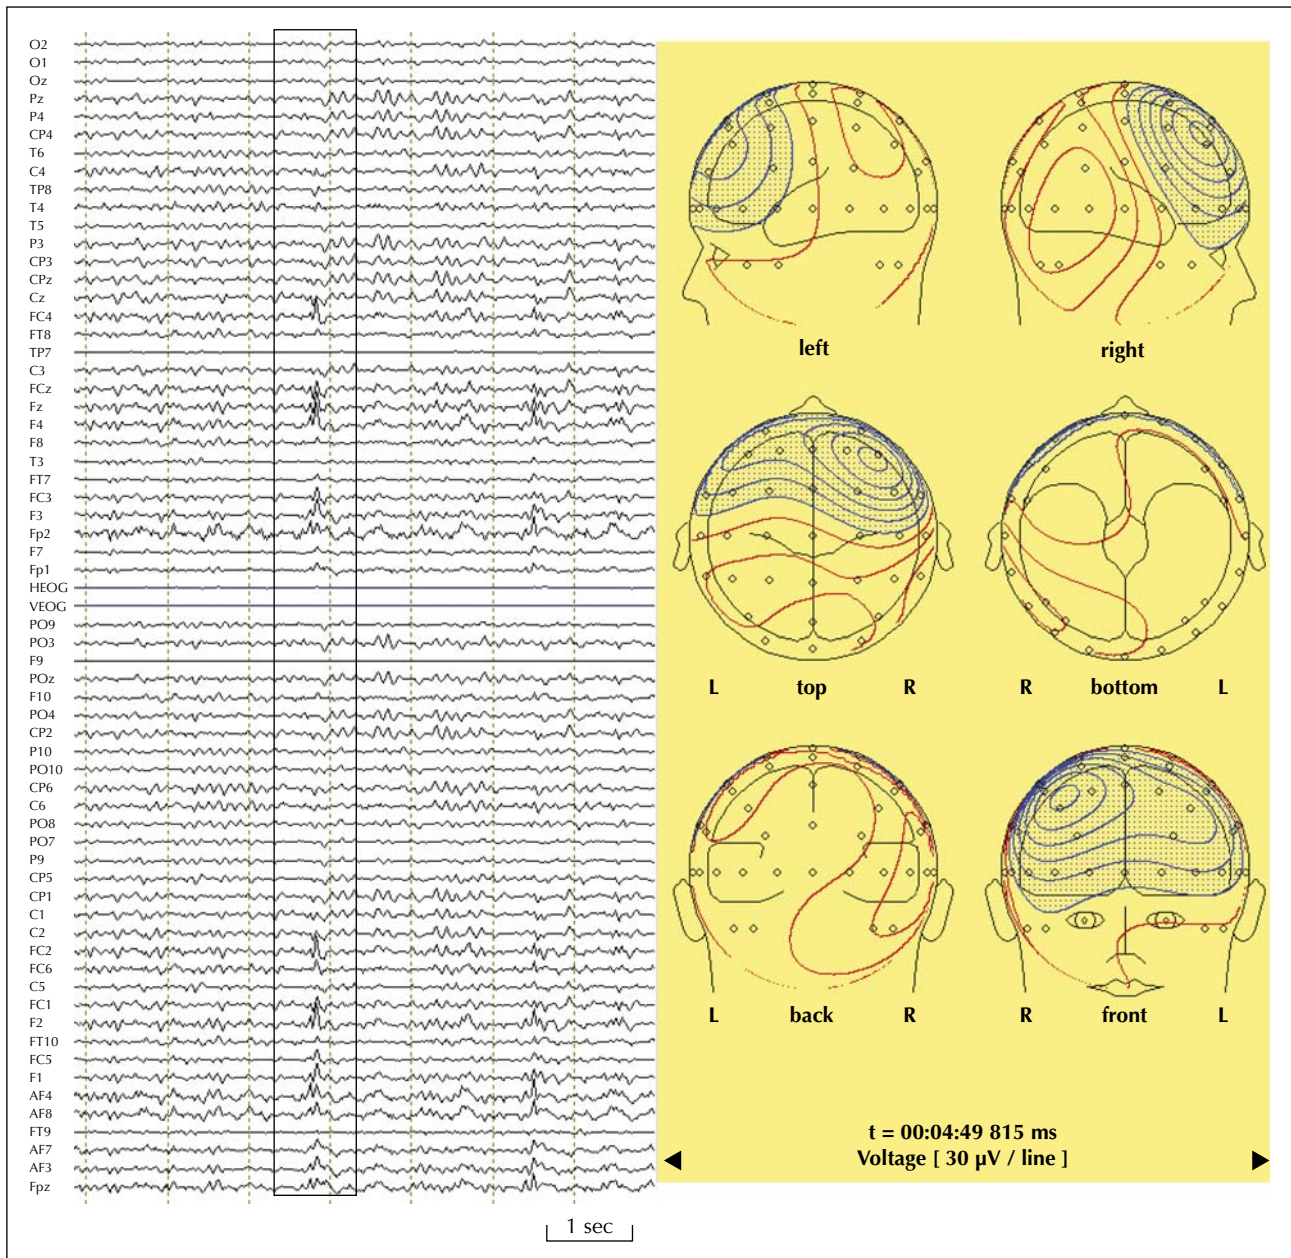 O2
O1
Oz
Pz
P4
CP4
T6
C4
TP8
T4
T5
P3
CP3
CPz
Cz
FC4
FT8
TP7
C3
FCz
Fz
F4
F8
T3
FT7
FC3
F3
Fp2
F7
Fp1
HEOG
VEOG
PO9
PO3
F9
POz
F10
PO4
CP2
P10
PO10
CP6
C6
PO8
PO7
P9
CP5
CP1
C1
C2
FC2
FC6
C5
FC1
F2
FT10
FC5
F1
AF4
AF8
FT9
AF7
AF3
Fpz
1 sec
left right
L top R R bottom L
L back R R front L
t = 00:04:49 815 ms
Voltage [ 30 µV / line ]